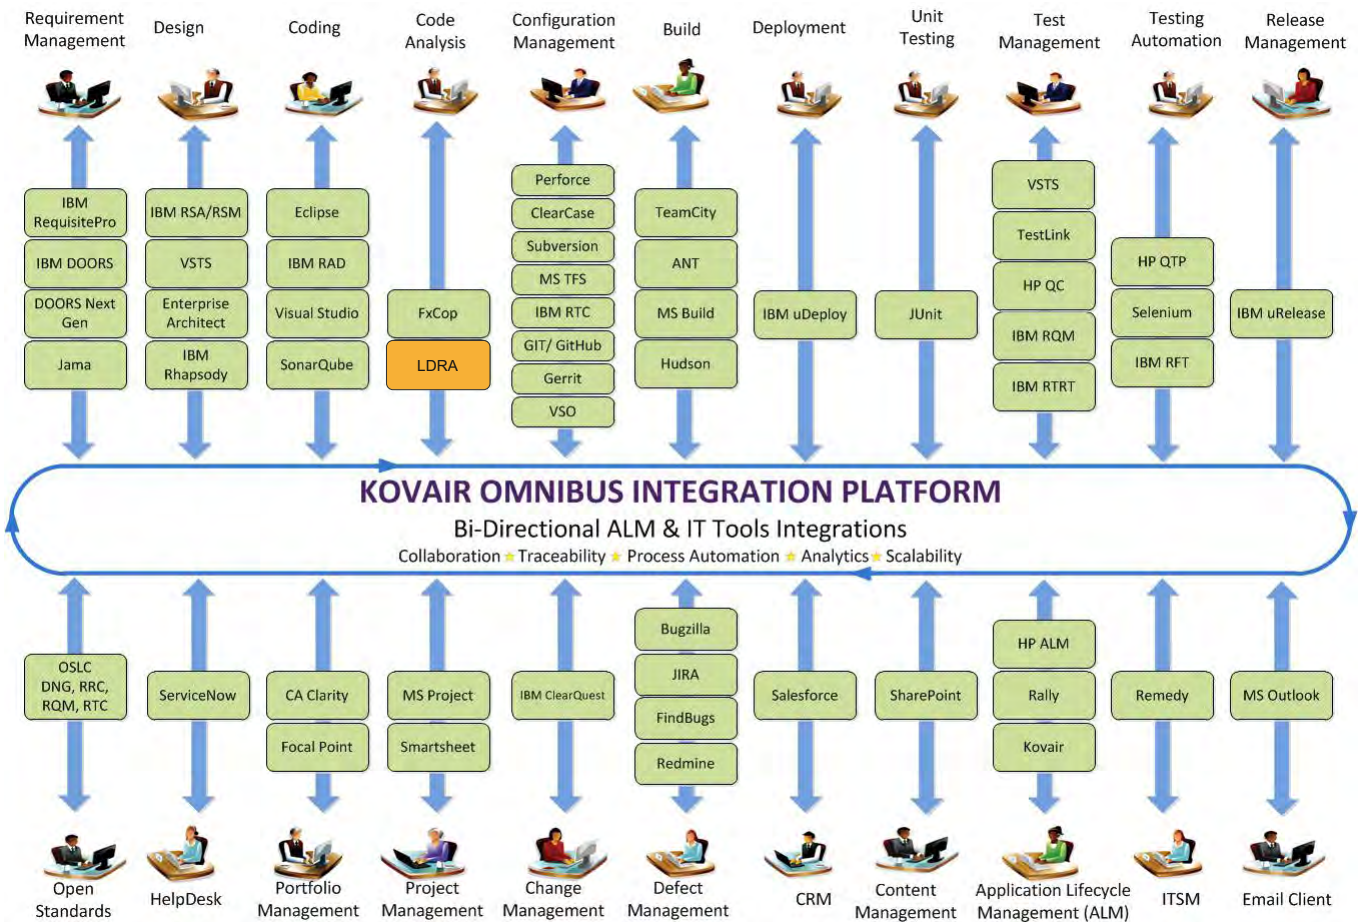 Requirement
Management
Design
Coding
Code
Analysis
Configuration
Management
Build
Deployment
Unit
Testing
Test
Management
Testing
Automation
Release
Management
IBM
RequisitePro
IBM DOORS
DOORS Next
Gen
Jama
IBM RSA/RSM
VSTS
Enterprise
Architect
IBM
Rhapsody
Eclipse
IBM RAD
Visual Studio
SonarQube
FxCop
LDRA
Perforce
ClearCase
Subversion
MS TFS
IBM RTC
GIT/ GitHub
Gerrit
VSO
TeamCity
ANT
MS Build
Hudson
IBM uDeploy
JUnit
VSTS
TestLink
HP QC
IBM RQM
IBM RTRT
HP QTP
Selenium
IBM RFT
IBM uRelease
KOVAIR OMNIBUS INTEGRATION PLATFORM
Bi-Directional ALM & IT Tools Integrations
Collaboration Traceability Process Automation Analytics Scalability
OSLC
DNG, RRC,
RQM, RTC
ServiceNow
CA Clarity
Focal Point
MS Project
Smartsheet
IBM ClearQuest
Bugzilla
JIRA
FindBugs
Redmine
Salesforce
SharePoint
HP ALM
Rally
Kovair
Remedy
MS Outlook
Open
Standards
HelpDesk
Portfolio
Management
Project
Management
Change
Management
Defect
Management
CRM
Content
Management
Application Lifecycle
Management (ALM)
ITSM
Email Client